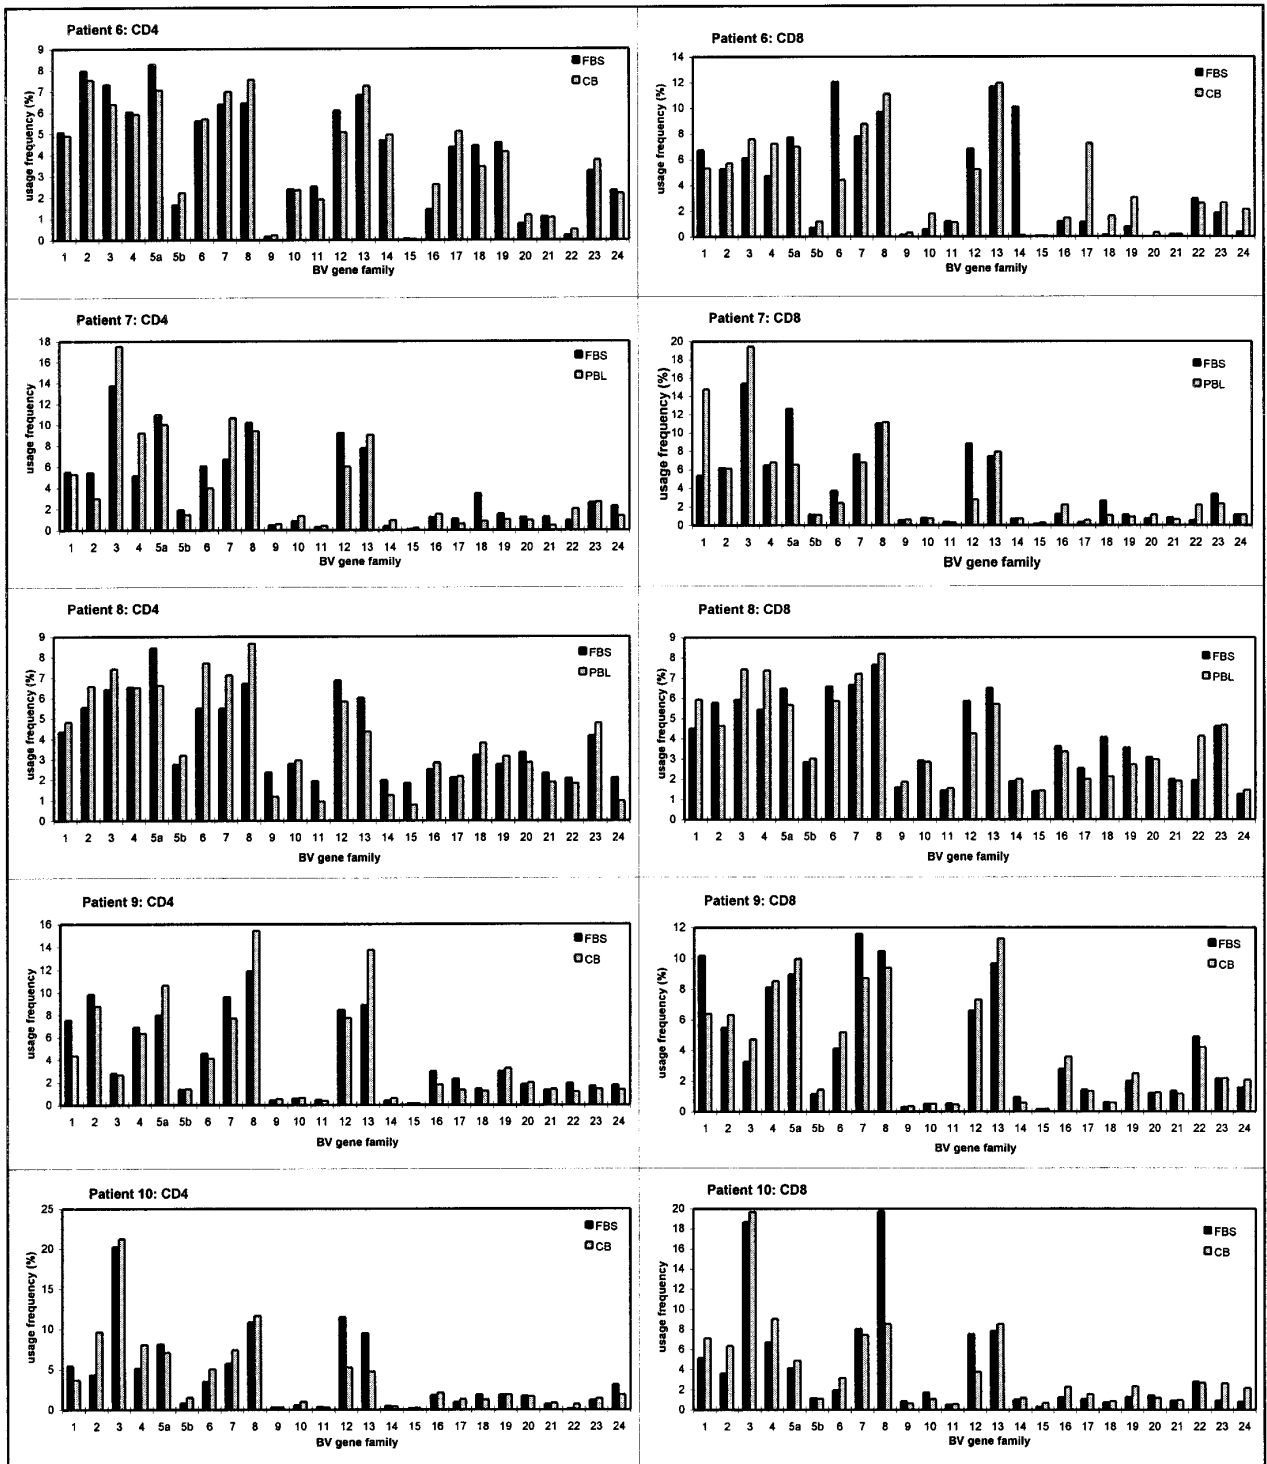 Patient 6: CD4
usage frequency (%)
9
8
7
6
5
4
3
2
1
0
FBS
CB
1 2 3 4 5a 5b 6 7 8 9 10 11 12 13 14 15 16 17 18 19 20 21 22 23 24
BV gene family
Patient 6: CD8
usage frequency (%)
14
12
10
8
6
4
2
0
FBS
CB
1 2 3 4 5a 5b 6 7 8 9 10 11 12 13 14 15 16 17 18 19 20 21 22 23 24
BV gene family
Patient 7: CD4
usage frequency
18
16
14
12
10
8
6
4
2
0
FBS
PBL
1 2 3 4 5a 5b 6 7 8 9 10 11 12 13 14 15 16 17 18 19 20 21 22 23 24
BV gene family
Patient 7: CD8
usage frequency (%)
20
18
16
14
12
10
8
6
4
2
0
FBS
PBL
1 2 3 4 5a 5b 6 7 8 9 10 11 12 13 14 15 16 17 18 19 20 21 22 23 24
BV gene family
Patient 8: CD4
usage frequency (%)
9
8
7
6
5
4
3
2
1
0
FBS
PBL
1 2 3 4 5a 5b 6 7 8 9 10 11 12 13 14 15 16 17 18 19 20 21 22 23 24
BV gene family
Patient 8: CD8
usage frequency (%)
9
8
7
6
5
4
3
2
1
0
FBS
PBL
1 2 3 4 5a 5b 6 7 8 9 10 11 12 13 14 15 16 17 18 19 20 21 22 23 24
BV gene family
Patient 9: CD4
usage frequency
16
14
12
10
8
6
4
2
0
FBS
CB
1 2 3 4 5a 5b 6 7 8 9 10 11 12 13 14 15 16 17 18 19 20 21 22 23 24
BV gene family
Patient 9: CD8
usage frequency (%)
12
10
8
6
4
2
0
FBS
CB
1 2 3 4 5a 5b 6 7 8 9 10 11 12 13 14 15 16 17 18 19 20 21 22 23 24
BV gene family
Patient 10: CD4
usage frequency (%)
25
20
15
10
5
0
FBS
CB
1 2 3 4 5a 5b 6 7 8 9 10 11 12 13 14 15 16 17 18 19 20 21 22 23 24
BV gene family
Patient 10: CD8
usage frequency
20
18
16
14
12
10
8
6
4
2
0
FBS
CB
1 2 3 4 5a 5b 6 7 8 9 10 11 12 13 14 15 16 17 18 19 20 21 22 23 24
BV gene family